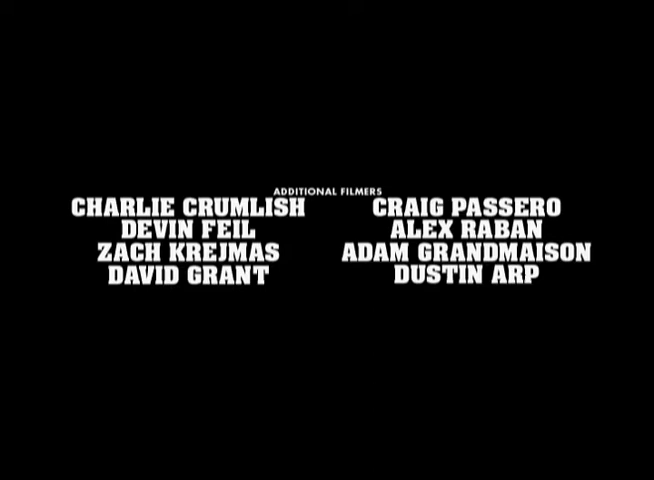 ADDITIONAL FILMERS
CHARLIE CRUMLISH
DEVIN FEIL
ZACH KREJMAS
DAVID GRANT
CRAIG PASSERO
ALEX RABAN
ADAM GRANDMAISON
DUSTIN ARP